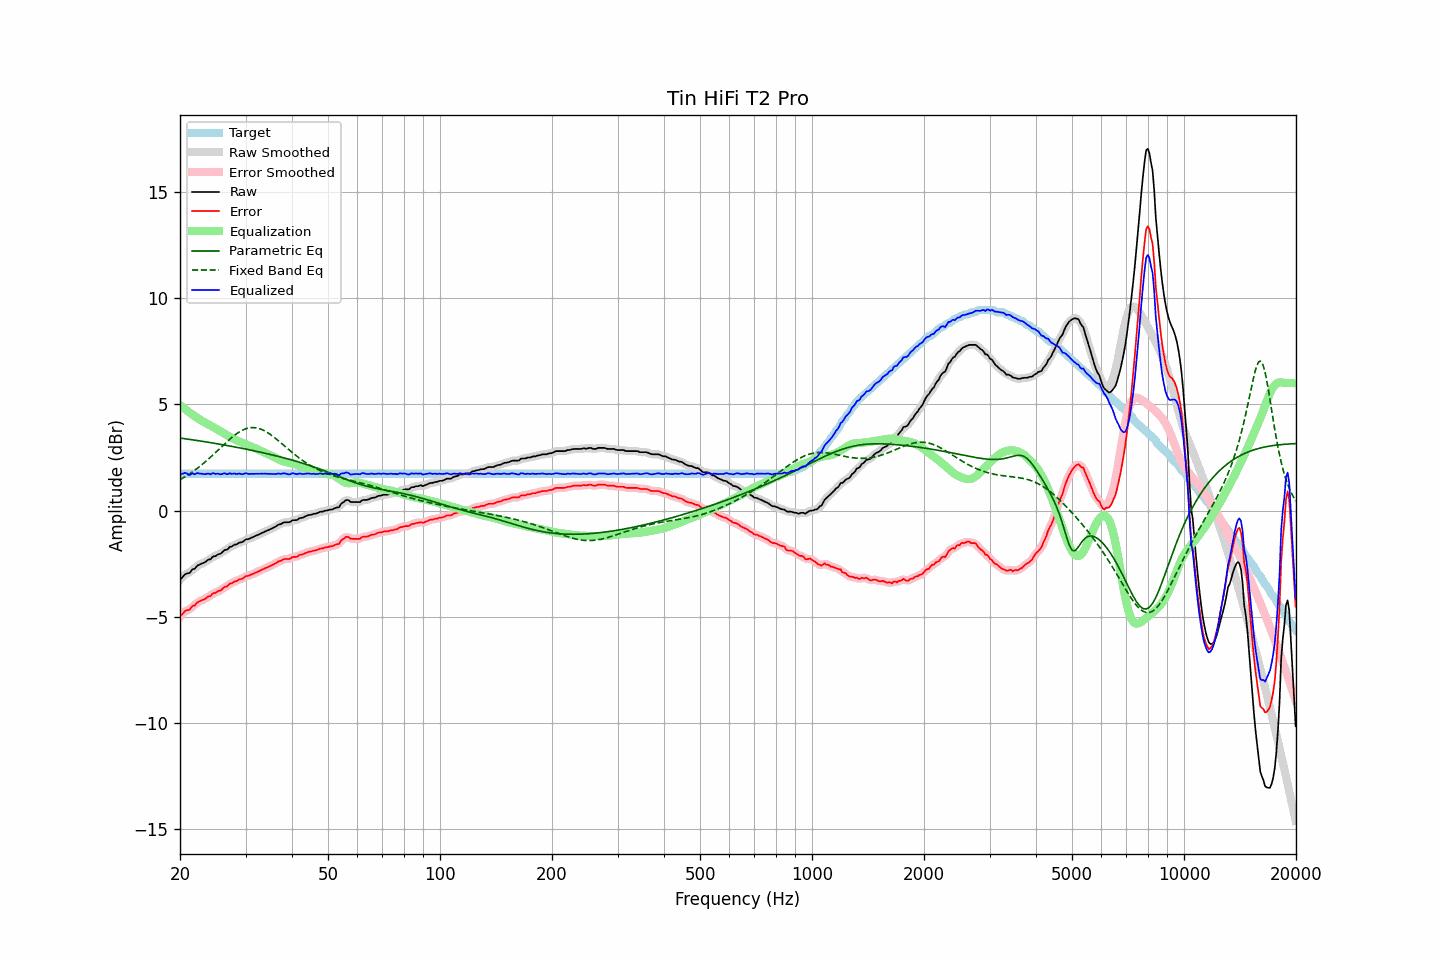 Tin HiFi T2 Pro
Target
Raw Smoothed
Error Smoothed
Raw
Error
Equalization
Parametric Eq
Fixed Band Eq
Equalized
Amplitude (dBr)
15
10
5
0
−5
−10
−15
20 50 100 200 500 1000 2000 5000 10000 20000
Frequency (Hz)